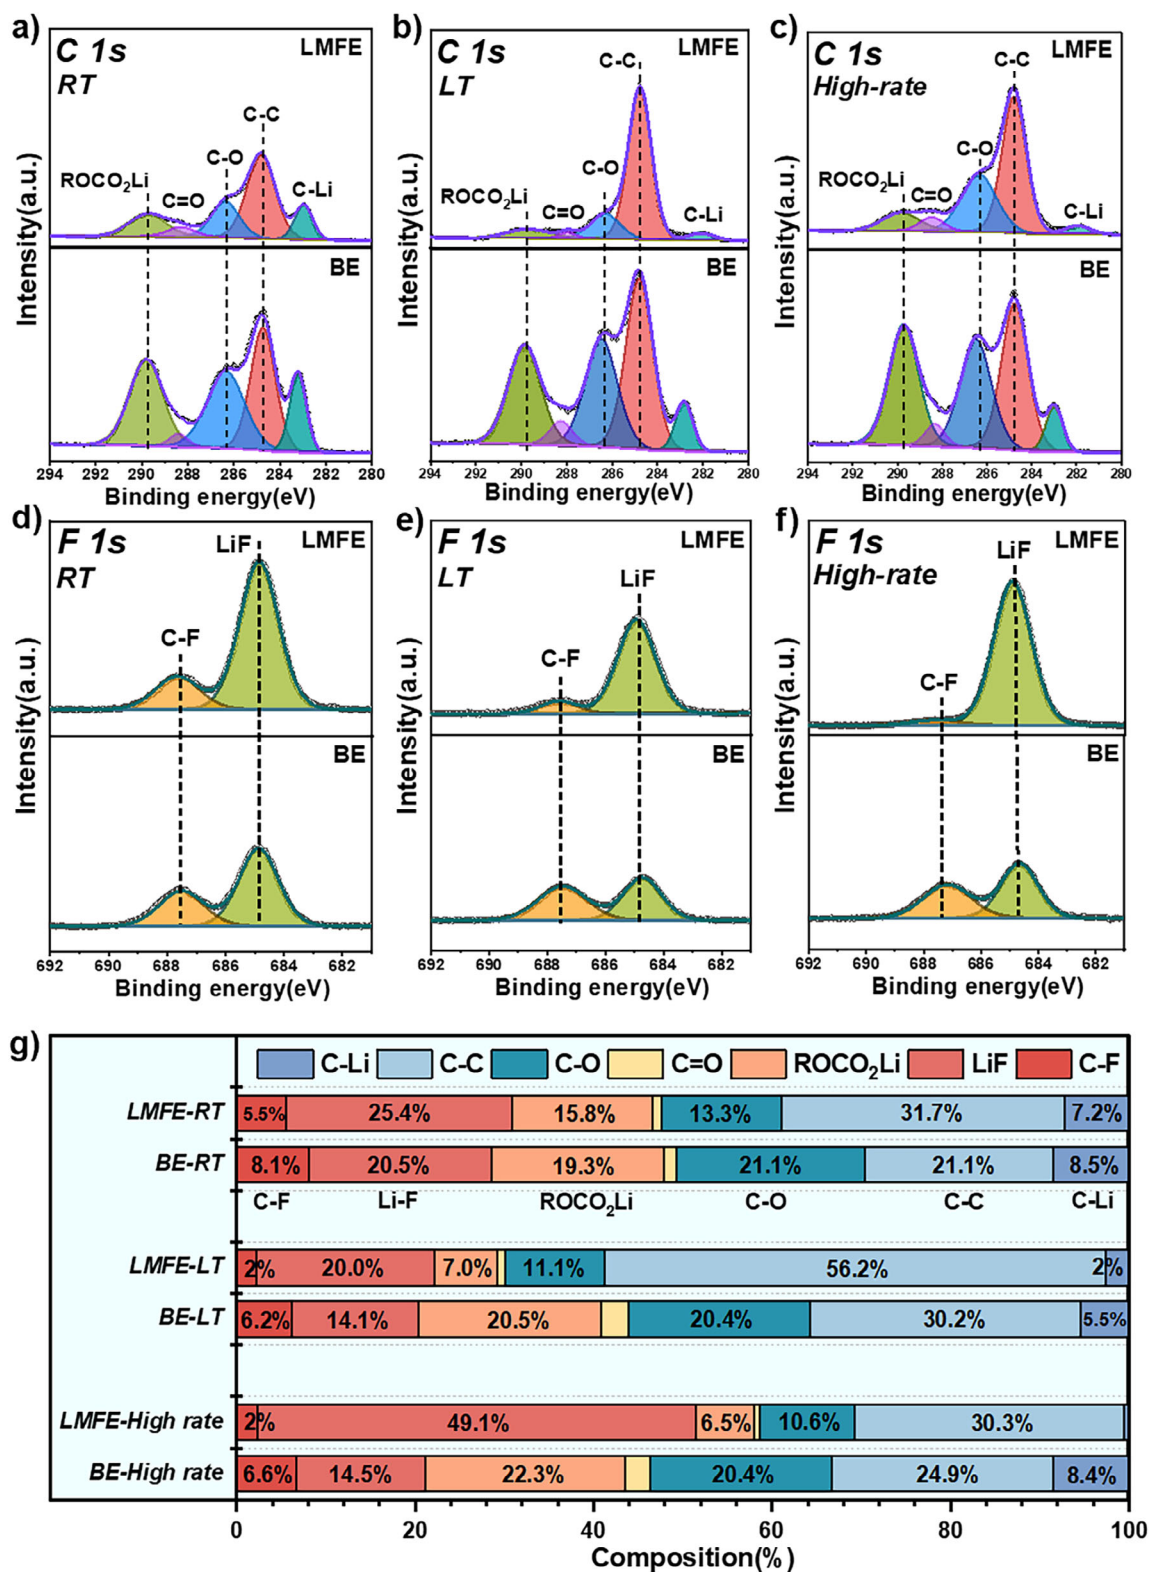 a)
C 1s
RT
LMFE
C-C
C-O
C-Li
ROCO₂Li
C=O
BE
Intensity(a.u.)
294 292 290 288 286 284 282 280
Binding energy(eV)
b)
C 1s
LT
LMFE
C-C
C-O
ROCO₂Li
C=O
C-Li
BE
294 292 290 288 286 284 282 280
Binding energy(eV)
c)
C 1s
High-rate
LMFE
C-C
C-O
ROCO₂Li
C=O
C-Li
BE
Intensity(a.u.)
294 292 290 288 286 284 282 280
Binding energy(eV)
d)
F 1s
RT
LiF
LMFE
C-F
BE
Intensity(a.u.)
692 690 688 686 684 682
Binding energy(eV)
e)
F 1s
LT
LMFE
LiF
C-F
BE
Intensity(a.u.)
692 690 688 686 684 682
Binding energy(eV)
f)
F 1s
High-rate
LiF
LMFE
C-F
BE
Intensity(a.u.)
692 690 688 686 684 682
Binding energy(eV)
g)
C-Li C-C C-O C=O ROCO₂Li LiF C-F
LMFE-RT 5.5% 25.4% 15.8% 13.3% 31.7% 7.2%
BE-RT 8.1% 20.5% 19.3% 21.1% 21.1% 8.5%
C-F Li-F ROCO₂Li C-O C-C C-Li
LMFE-LT 2% 20.0% 7.0% 11.1% 56.2% 2%
BE-LT 6.2% 14.1% 20.5% 20.4% 30.2% 5.5%
LMFE-High rate 2% 49.1% 6.5% 10.6% 30.3%
BE-High rate 6.6% 14.5% 22.3% 20.4% 24.9% 8.4%
0 20 40 60 80 100
Composition(%)